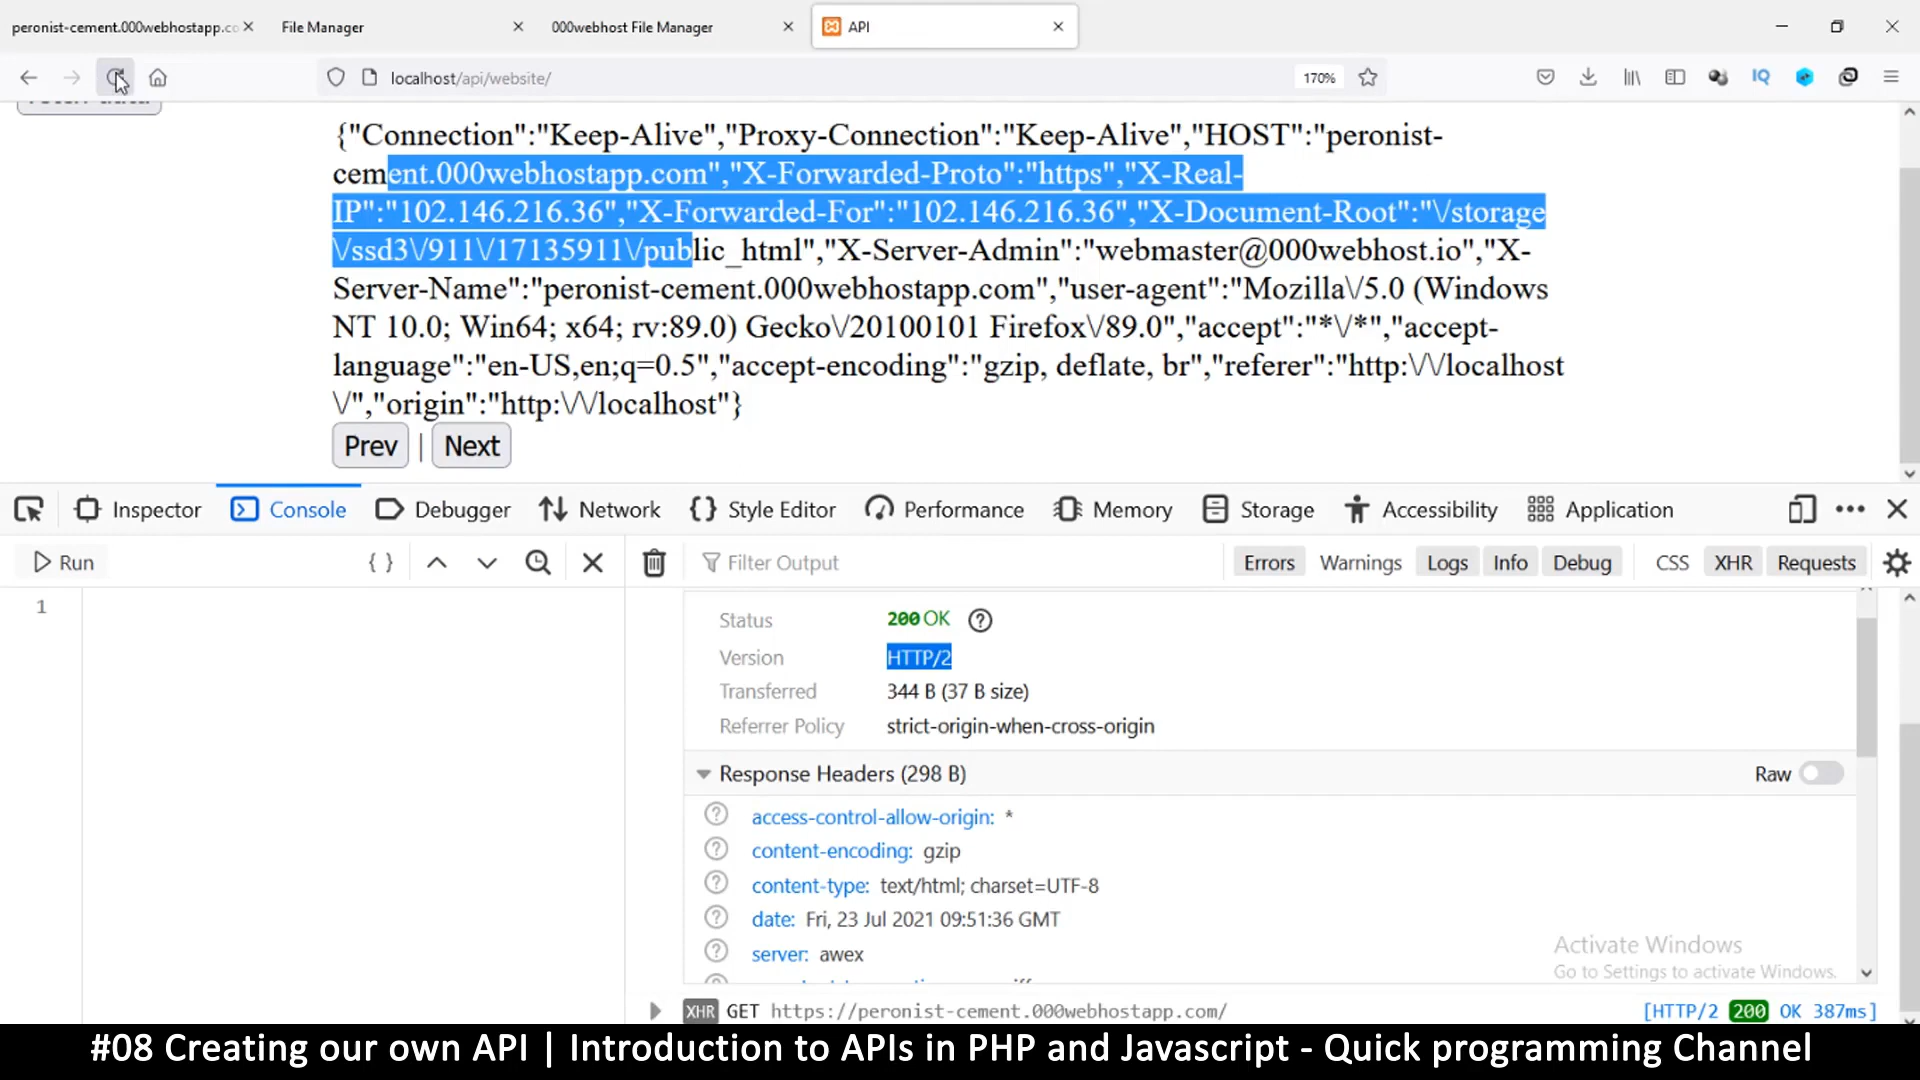 peronist-cement.000webhostapp.co
File Manager
000webhost File Manager
API
localhost/api/website/
170%
IQ
{"Connection":"Keep-Alive","Proxy-Connection":"Keep-Alive","HOST":"peronist-
cement.000webhostapp.com","X-Forwarded-Proto":"https","X-Real-
IP":"102.146.216.36","X-Forwarded-For":"102.146.216.36","X-Document-Root":"\/storage
\/ssd3\/911\/17135911\/public_html","X-Server-Admin":"webmaster@000webhost.io","X-
Server-Name":"peronist-cement.000webhostapp.com","user-agent":"Mozilla\/5.0 (Windows
NT 10.0; Win64; x64; rv:89.0) Gecko\/20100101 Firefox\/89.0","accept":"*\/*","accept-
language":"en-US,en;q=0.5","accept-encoding":"gzip, deflate, br","referer":"http:\/\/localhost
\/","origin":"http:\/\/localhost"}
Prev | Next
Inspector Console Debugger Network {} Style Editor Performance Memory Storage Accessibility Application
Run { } Filter Output Errors Warnings Logs Info Debug CSS XHR Requests
1
Status 200 OK
Version HTTP/2
Transferred 344 B (37 B size)
Referrer Policy strict-origin-when-cross-origin
Response Headers (298 B) Raw
access-control-allow-origin: *
content-encoding: gzip
content-type: text/html; charset=UTF-8
date: Fri, 23 Jul 2021 09:51:36 GMT
server: awex
Activate Windows
Go to Settings to activate Windows.
XHR GET https://peronist-cement.000webhostapp.com/ [HTTP/2 200 OK 387ms]
#08 Creating our own API | Introduction to APIs in PHP and Javascript - Quick programming Channel